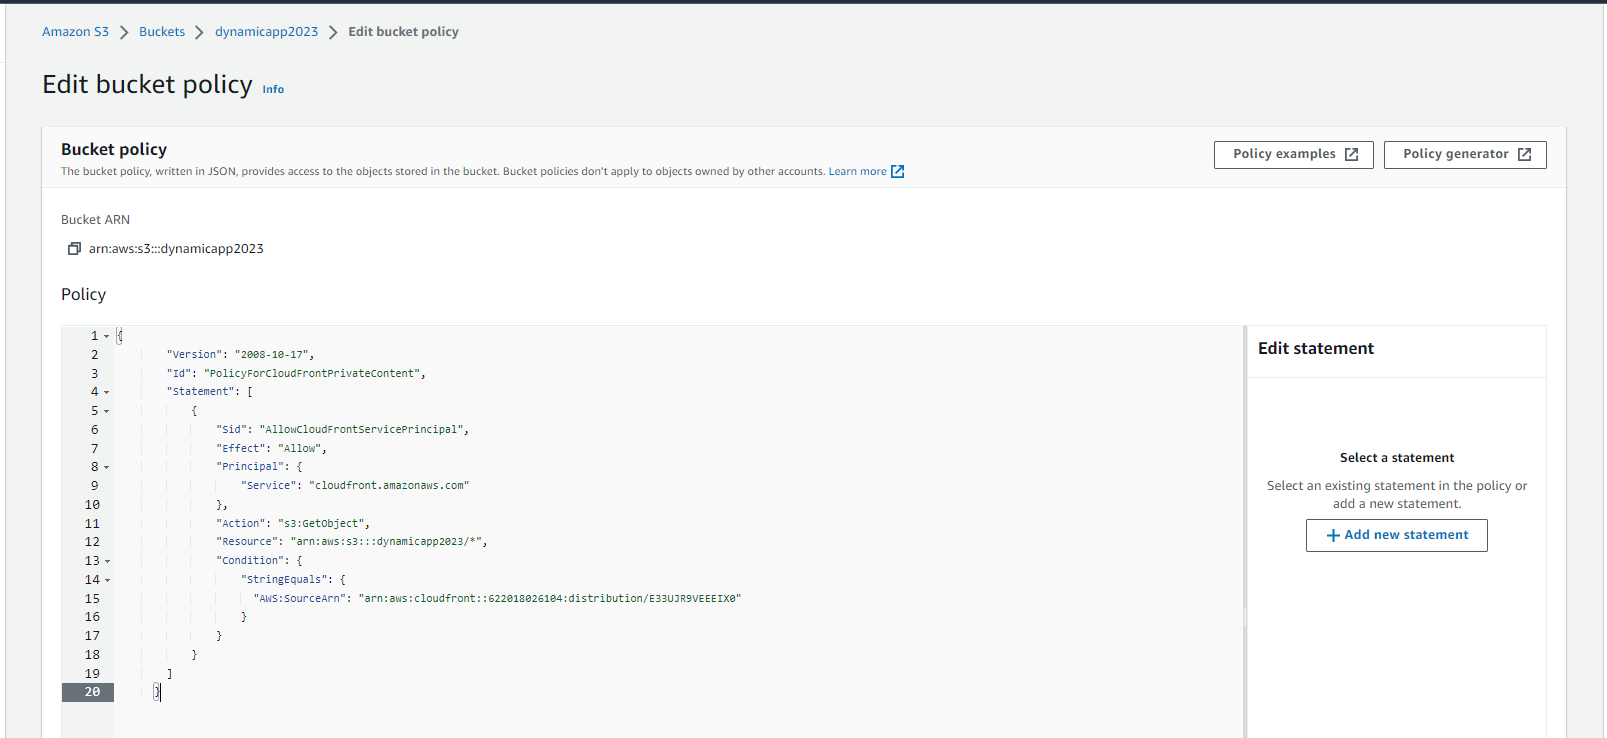 Amazon S3 > Buckets > dynamicapp2023 > Edit bucket policy
Edit bucket policy Info
Bucket policy
The bucket policy, written in JSON, provides access to the objects stored in the bucket. Bucket policies don't apply to objects owned by other accounts. Learn more
Policy examples
Policy generator
Bucket ARN
arn:aws:s3:::dynamicapp2023
Policy
1 {
2 "Version": "2008-10-17",
3 "Id": "PolicyForCloudFrontPrivateContent",
4 "Statement": [
5 {
6 "Sid": "AllowCloudFrontServicePrincipal",
7 "Effect": "Allow",
8 "Principal": {
9 "Service": "cloudfront.amazonaws.com"
10 },
11 "Action": "s3:GetObject",
12 "Resource": "arn:aws:s3:::dynamicapp2023/*",
13 "Condition": {
14 "StringEquals": {
15 "AWS:SourceArn": "arn:aws:cloudfront::622018026104:distribution/E33UJR9VEEEIX0"
16 }
17 }
18 }
19 ]
20 }
Edit statement
Select a statement
Select an existing statement in the policy or
add a new statement.
+ Add new statement